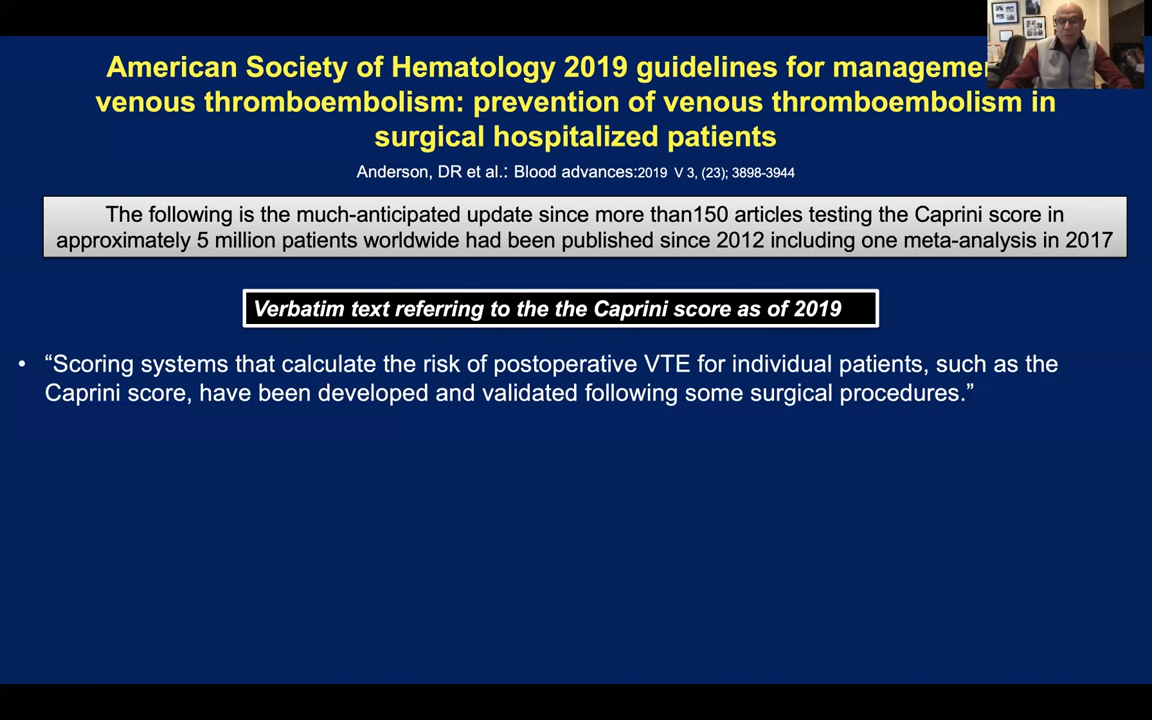 American Society of Hematology 2019 guidelines for
venous thromboembolism: prevention of venous thromboembolism in
surgical hospitalized patients
Anderson, DR et al.: Blood advances:2019 V 3, (23); 3898-3944
The following is the much-anticipated update since more than150 articles testing the Caprini score in
approximately 5 million patients worldwide had been published since 2012 including one meta-analysis in 2017
Verbatim text referring to the the Caprini score as of 2019
• “Scoring systems that calculate the risk of postoperative VTE for individual patients, such as the
Caprini score, have been developed and validated following some surgical procedures.”